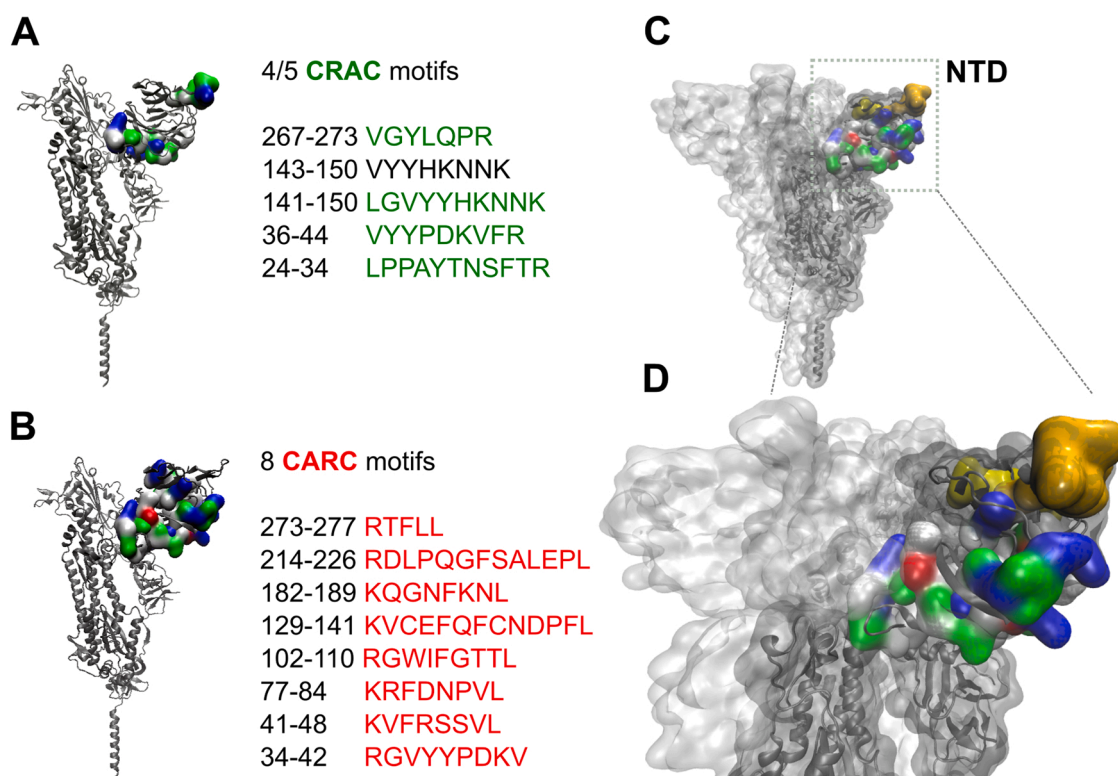 A
4/5 CRAC motifs
267-273 VGYLQPR
143-150 VYYHKNNK
141-150 LGVYYHKNNK
36-44 VYYPDKVFR
24-34 LPPAYTNSFTR
B
8 CARC motifs
273-277 RTFLL
214-226 RDLPQGFSALEPL
182-189 KQGNFKNL
129-141 KVCEFQFCNDPFL
102-110 RGWIFGTTL
77-84 KRFDNPVL
41-48 KVFRSSVL
34-42 RGVYYPDKV
C
NTD
D